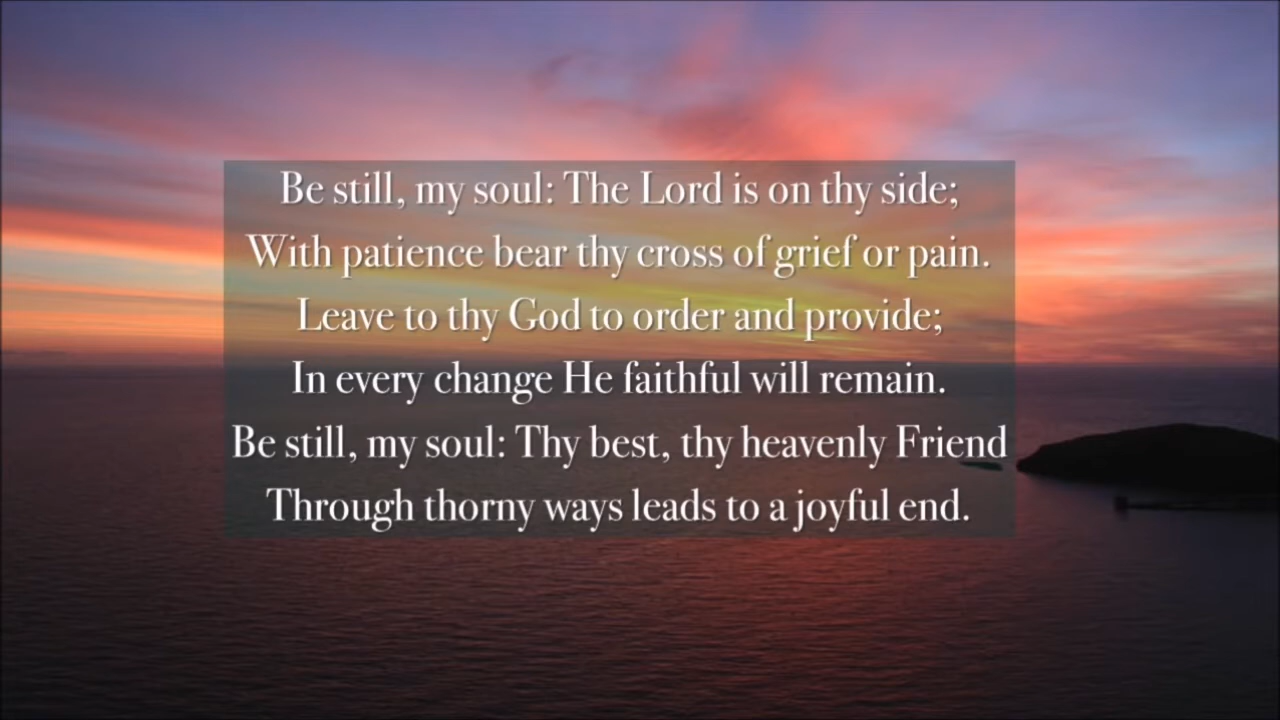 Be still, my soul: The Lord is on thy side;
With patience bear thy cross of grief or pain.
Leave to thy God to order and provide;
In every change He faithful will remain.
Be still, my soul: Thy best, thy heavenly Friend
Through thorny ways leads to a joyful end.